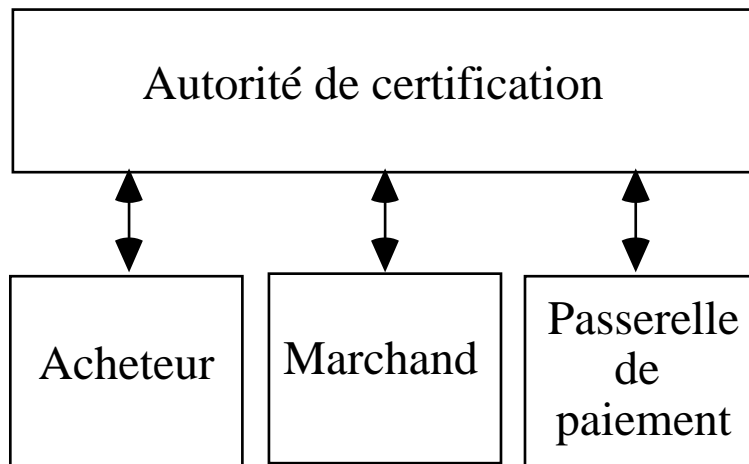 Autorité de certification
Acheteur
Marchand
Passerelle
de
paiement